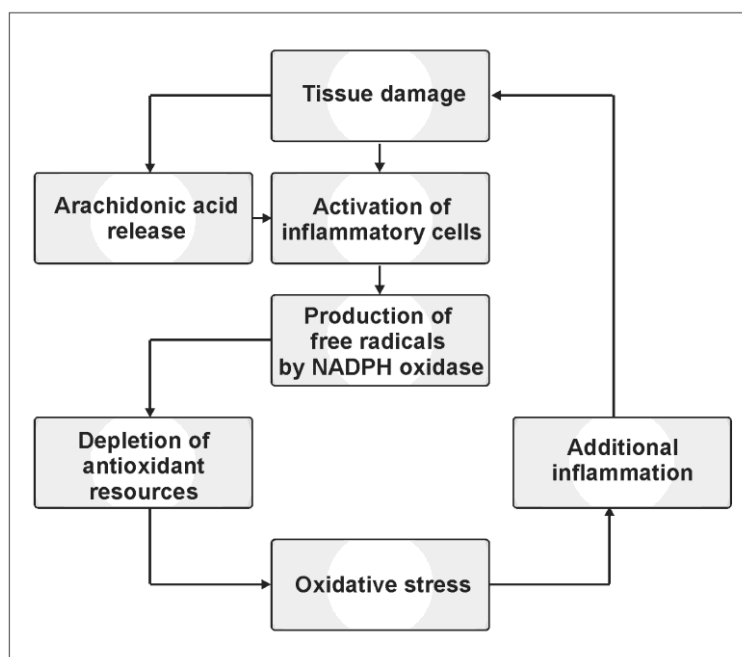 Tissue damage
Arachidonic acid
release
Activation of
inflammatory cells
Production of
free radicals
by NADPH oxidase
Depletion of
antioxidant
resources
Additional
inflammation
Oxidative stress